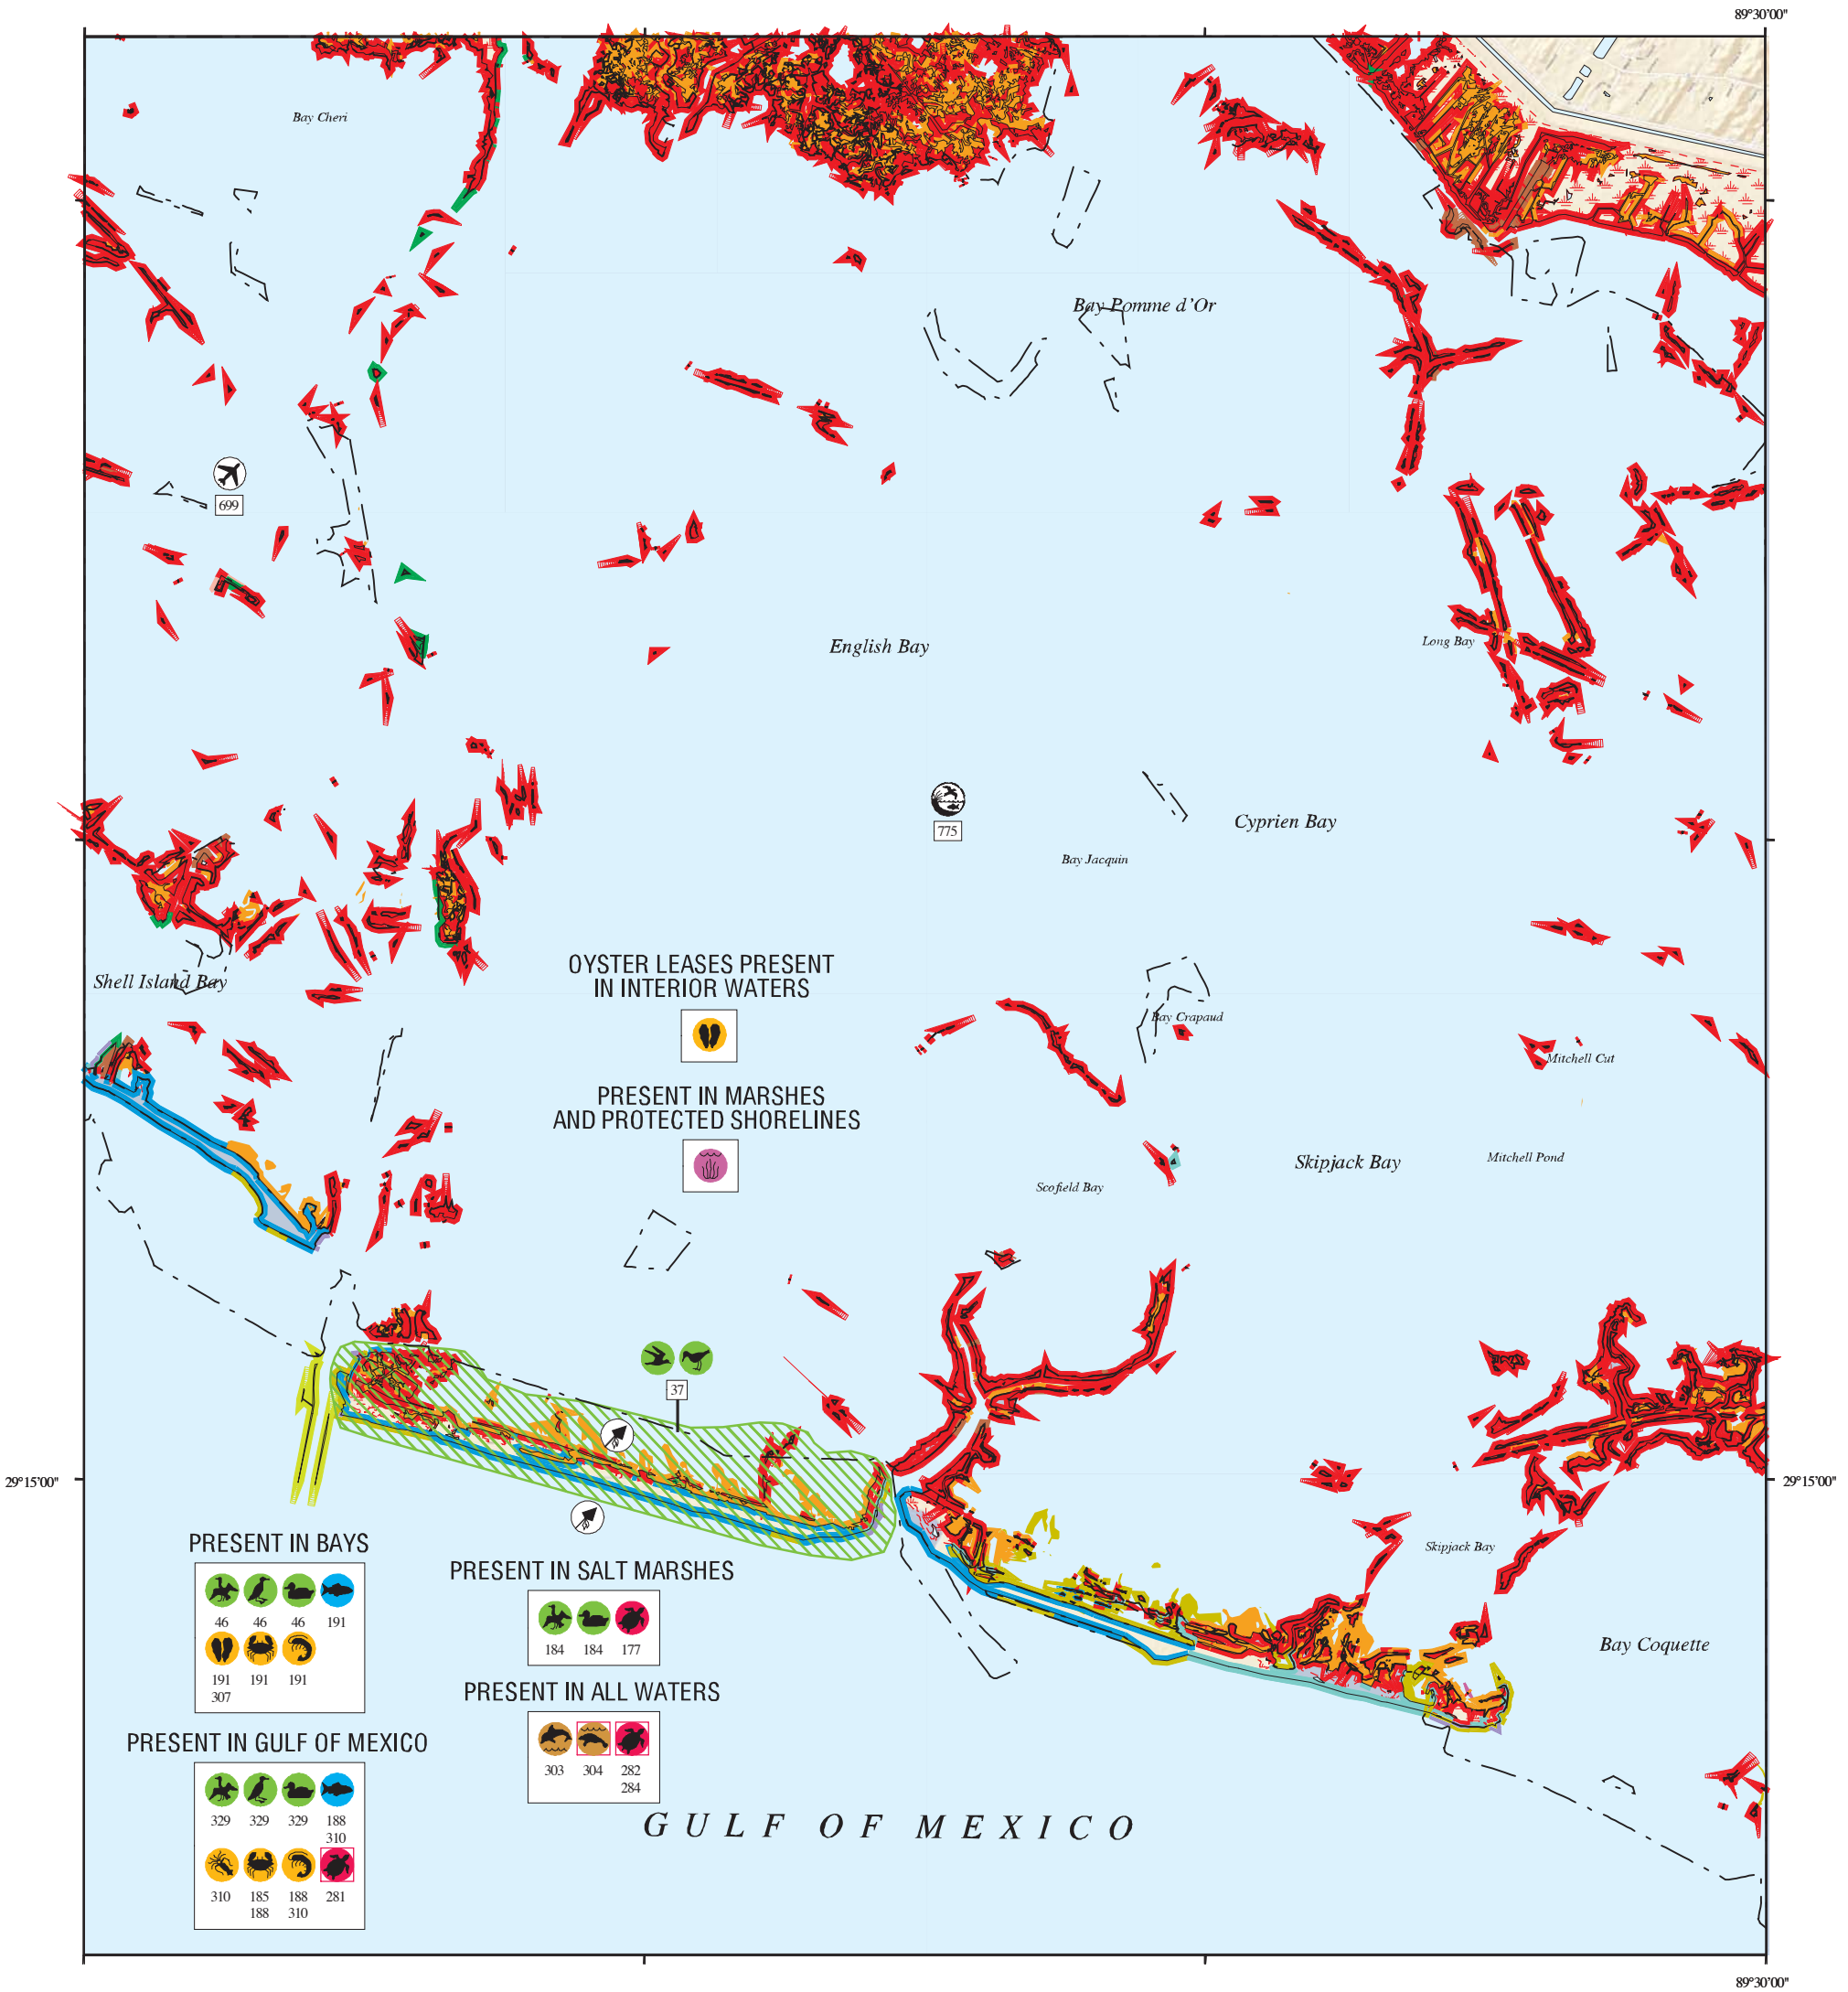 89°30'00"
Bay Cheri
Bay Pomme d'Or
699
English Bay
Long Bay
775
Cyprien Bay
Bay Jacquin
OYSTER LEASES PRESENT
IN INTERIOR WATERS
Shell Island Bay
Bay Crapaud
Mitchell Cut
PRESENT IN MARSHES
AND PROTECTED SHORELINES
Skipjack Bay
Mitchell Pond
Scofield Bay
37
29°15'00"
29°15'00"
PRESENT IN BAYS
46 46 46 191
191 191 191
307
PRESENT IN SALT MARSHES
184 184 177
Skipjack Bay
Bay Coquette
PRESENT IN ALL WATERS
303 304 282
284
PRESENT IN GULF OF MEXICO
329 329 329 188
310
310 185 188 281
188 310
GULF OF MEXICO
89°30'00"